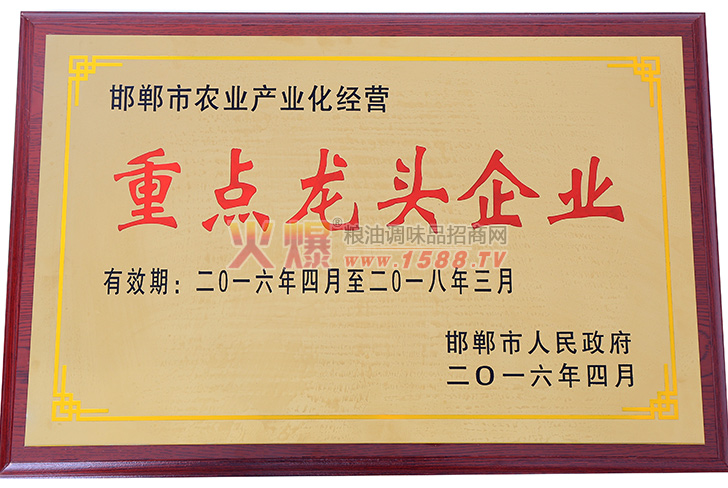 邯郸市农业产业化经营
重点龙头企业
火爆®粮油调味品招商网
www.1588.TV
有效期：二〇一六年四月至二〇一八年三月
邯郸市人民政府
二〇一六年四月